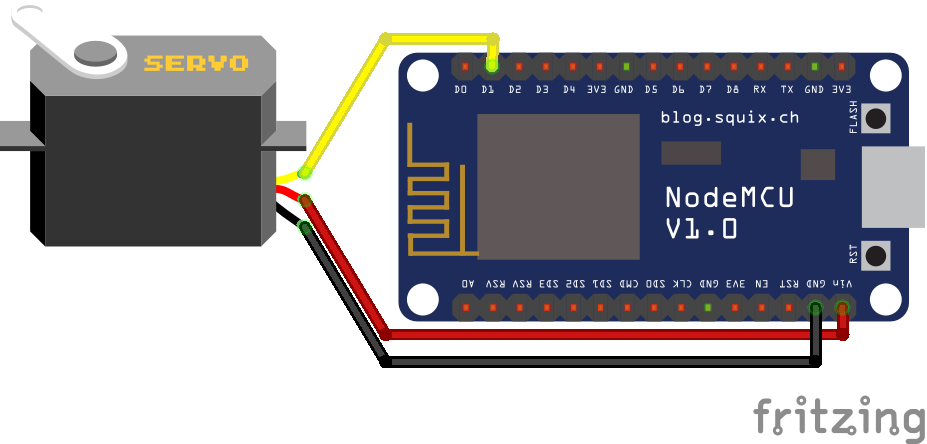 SERVO
D0 D1 D2 D3 D4 3V3 GND D5 D6 D7 D8 RX TX GND 3V3
FLASH
blog.squix.ch
NodeMCU
V1.0
RST
A0 RSV RSV SD3 SD2 SD1 CMD SD0 CLK GND 3V3 EN RST GND Vin
fritzing